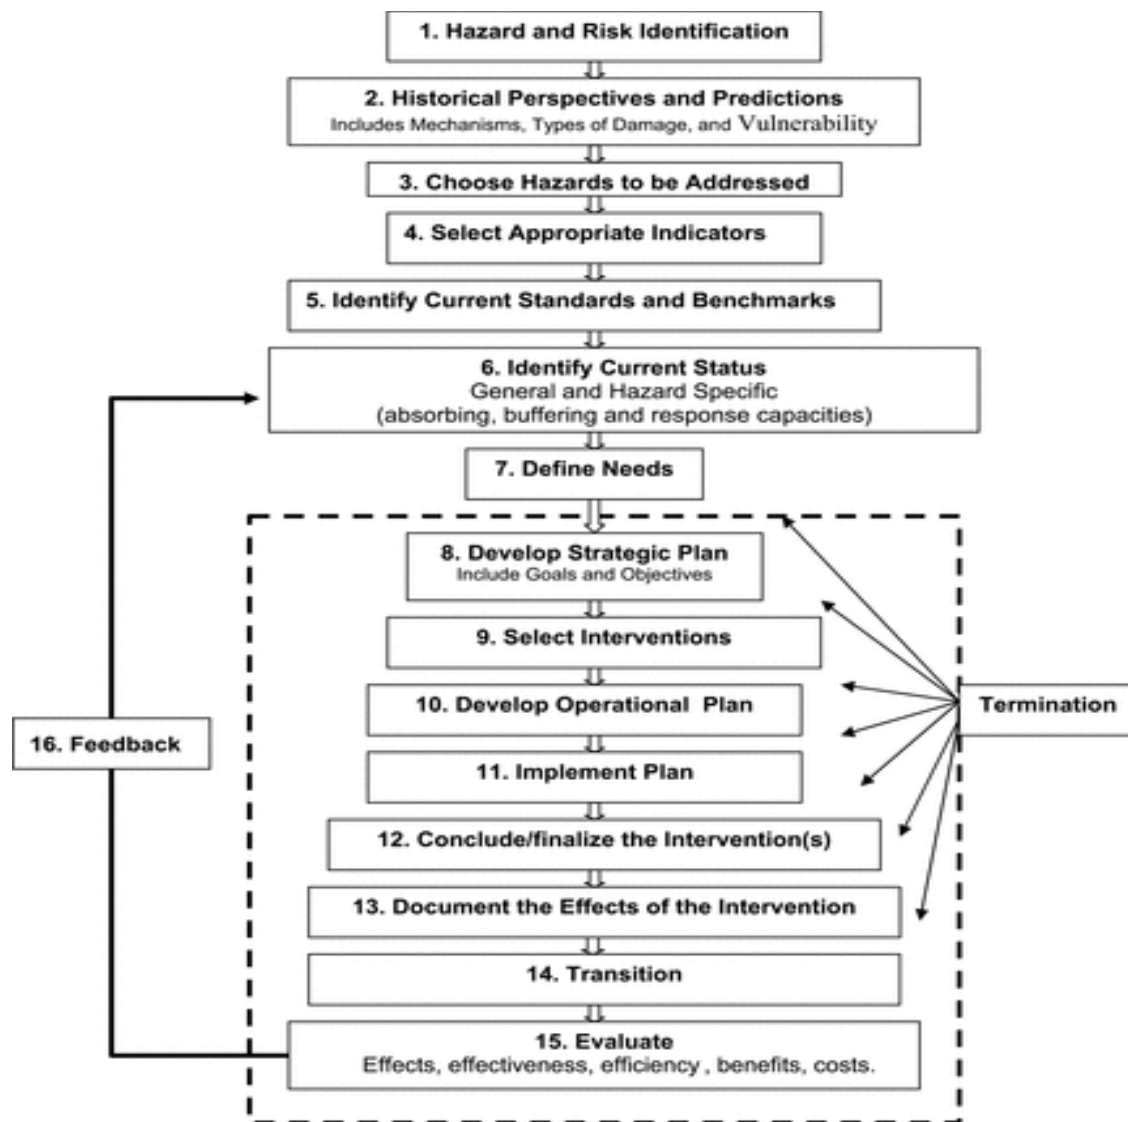 1. Hazard and Risk Identification
2. Historical Perspectives and Predictions
Includes Mechanisms, Types of Damage, and Vulnerability
3. Choose Hazards to be Addressed
4. Select Appropriate Indicators
5. Identify Current Standards and Benchmarks
6. Identify Current Status
General and Hazard Specific
(absorbing, buffering and response capacities)
7. Define Needs
8. Develop Strategic Plan
Include Goals and Objectives
9. Select Interventions
10. Develop Operational Plan
Termination
16. Feedback
11. Implement Plan
12. Conclude/finalize the Intervention(s)
13. Document the Effects of the Intervention
14. Transition
15. Evaluate
Effects, effectiveness, efficiency , benefits, costs.